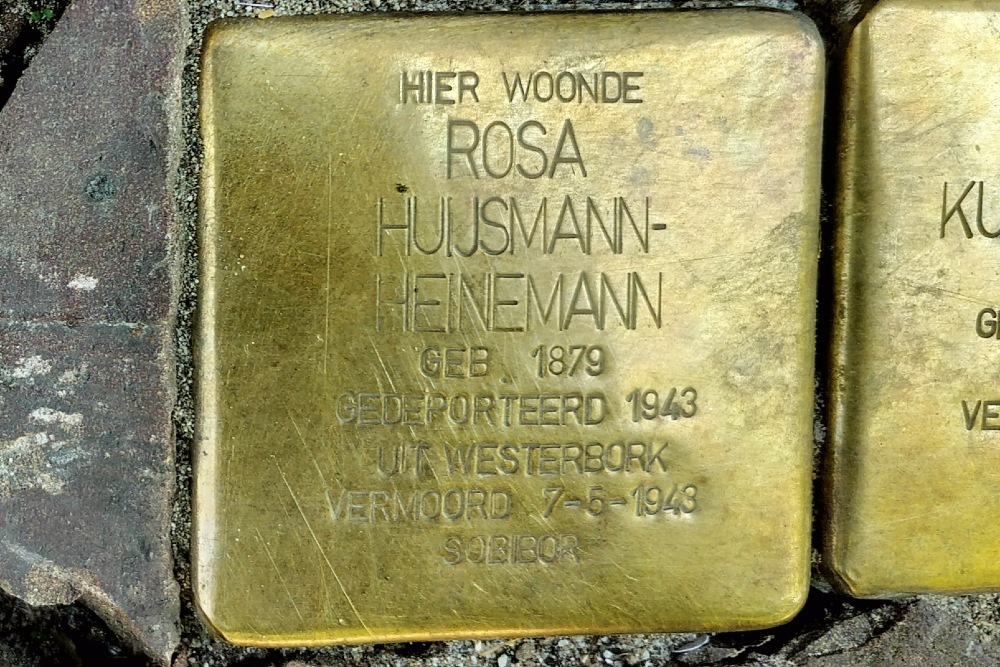 HIER WOONDE
ROSA
HUIJSMANN-
HEINEMANN
GEB. 1879
GEDEPORTEERD 1943
UIT WESTERBORK
VERMOORD 7-5-1943
SOBIBOR